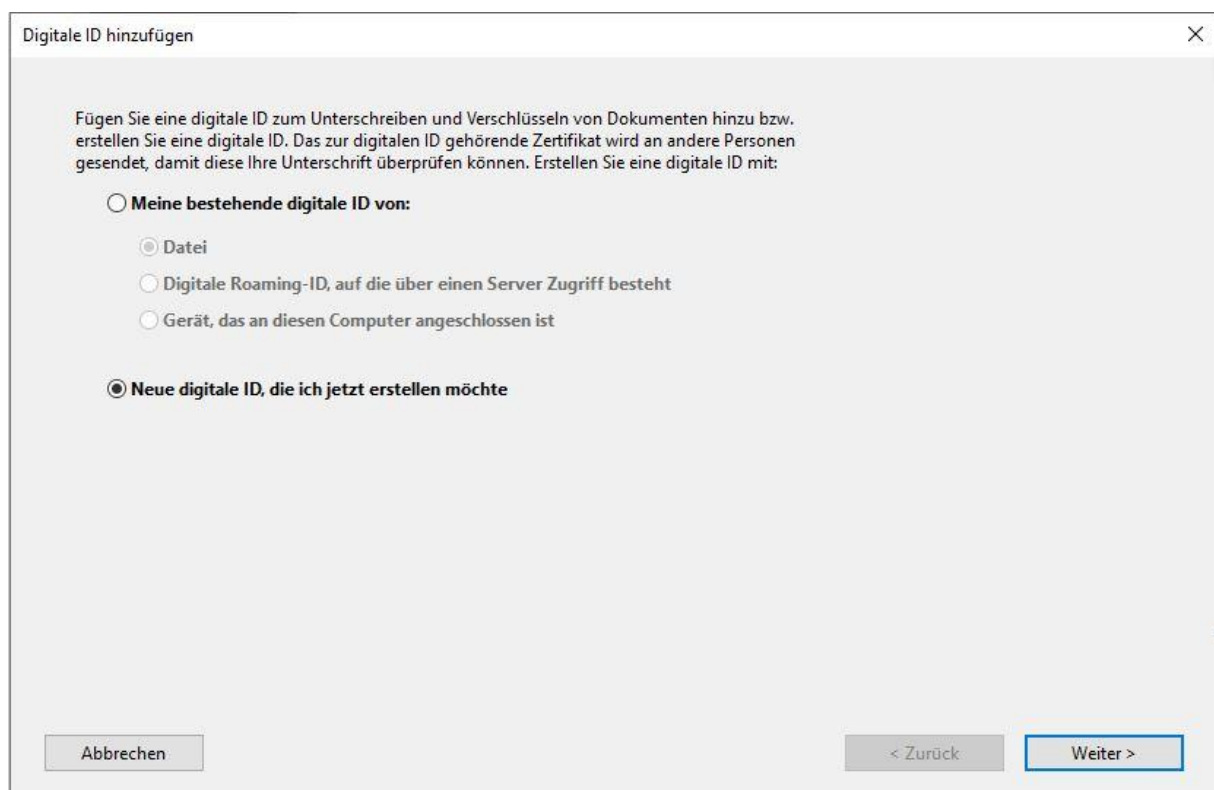 Digitale ID hinzufügen
Fügen Sie eine digitale ID zum Unterschreiben und Verschlüsseln von Dokumenten hinzu bzw.
erstellen Sie eine digitale ID. Das zur digitalen ID gehörende Zertifikat wird an andere Personen
gesendet, damit diese Ihre Unterschrift überprüfen können. Erstellen Sie eine digitale ID mit:
Meine bestehende digitale ID von:
Datei
Digitale Roaming-ID, auf die über einen Server Zugriff besteht
Gerät, das an diesen Computer angeschlossen ist
Neue digitale ID, die ich jetzt erstellen möchte
Abbrechen
< Zurück
Weiter >